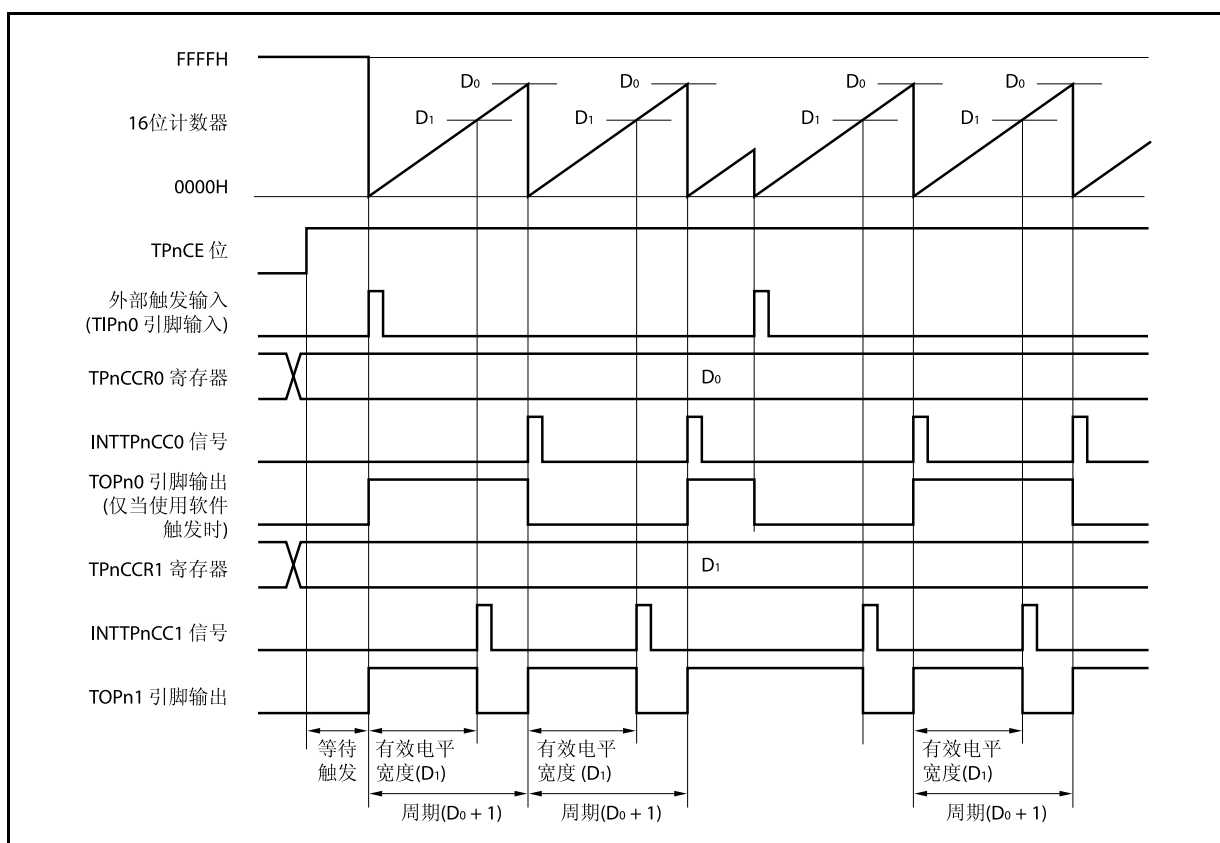 FFFFH
16位计数器
0000H
D₀
D₁
D₀
D₁
D₀
D₁
D₀
D₁
TPnCE 位
外部触发输入
(TIPn0 引脚输入)
TPnCCR0 寄存器
D₀
INTTPnCC0 信号
TOPn0 引脚输出
(仅当使用软件
触发时)
TPnCCR1 寄存器
D₁
INTTPnCC1 信号
TOPn1 引脚输出
等待
触发
有效电平
宽度(D₁)
有效电平
宽度 (D₁)
有效电平
宽度(D₁)
周期(D₀ + 1)
周期(D₀ + 1)
周期(D₀ + 1)